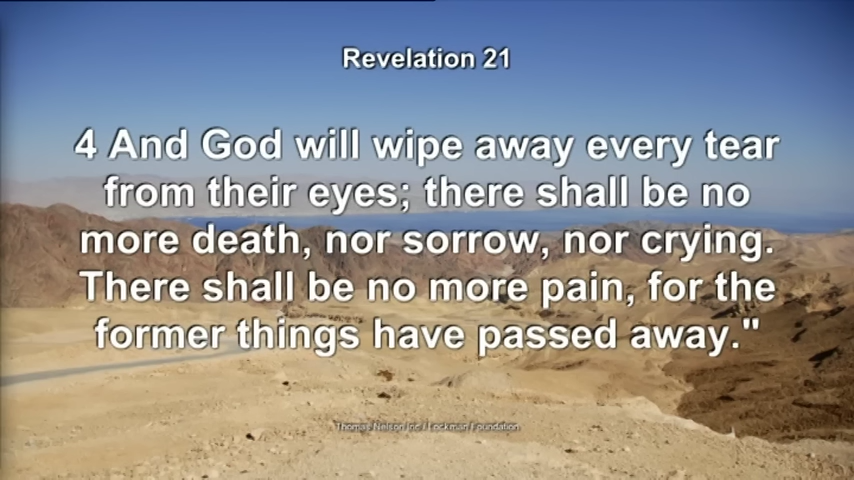 Revelation 21
4 And God will wipe away every tear
from their eyes; there shall be no
more death, nor sorrow, nor crying.
There shall be no more pain, for the
former things have passed away."
Thomas Nelson Inc / Lockman Foundation